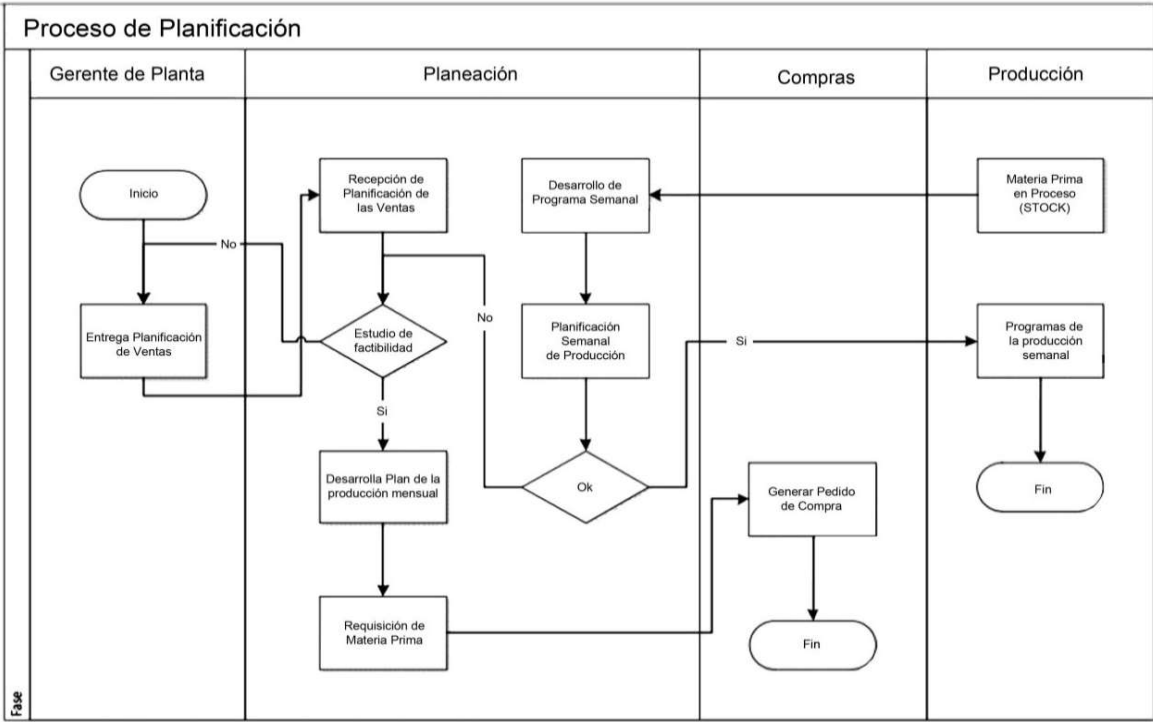 Proceso de Planificación
Gerente de Planta
Planeación
Compras
Producción
Inicio
No
Entrega Planificación
de Ventas
Recepción de
Planificación de
las Ventas
Estudio de
factibilidad
Si
Desarrolla Plan de la
producción mensual
Requisición de
Materia Prima
Desarrollo de
Programa Semanal
Planificación
Semanal
de Producción
No
Ok
Si
Generar Pedido
de Compra
Fin
Materia Prima
en Proceso
(STOCK)
Programas de
la producción
semanal
Fin
Fase